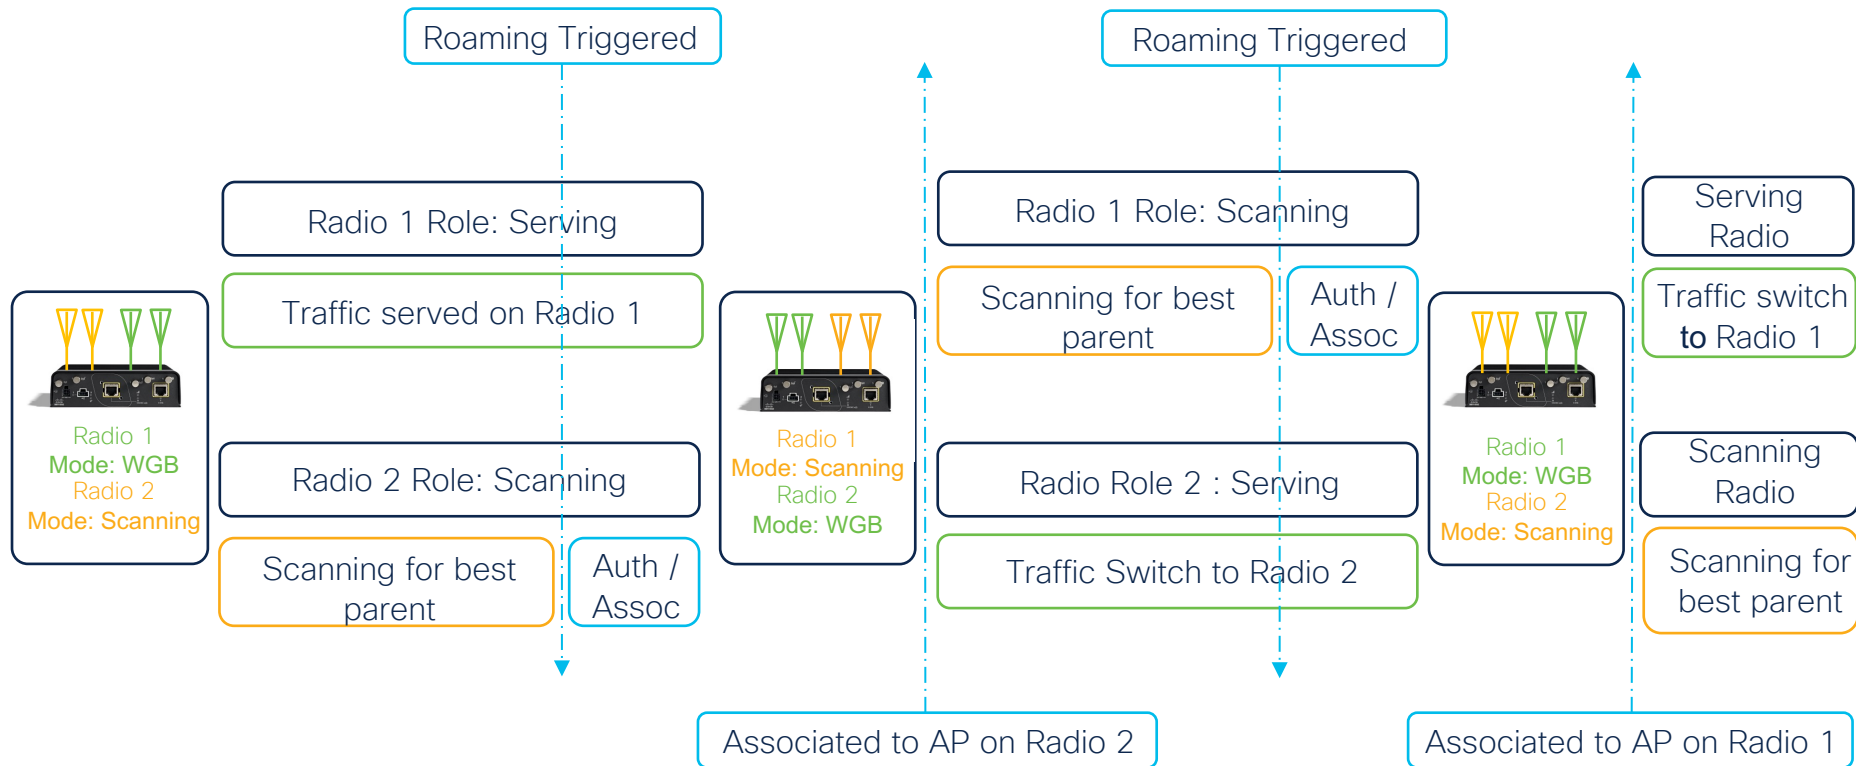 Roaming Triggered
Roaming Triggered
Radio 1 Role: Serving
Traffic served on Radio 1
Radio 1
Mode: WGB
Radio 2
Mode: Scanning
Radio 2 Role: Scanning
Scanning for best
parent
Auth /
Assoc
Radio 1
Mode: Scanning
Radio 2
Mode: WGB
Radio 1 Role: Scanning
Scanning for best
parent
Auth /
Assoc
Radio Role 2 : Serving
Traffic Switch to Radio 2
Radio 1
Mode: WGB
Radio 2
Mode: Scanning
Serving
Radio
Traffic switch
to Radio 1
Scanning
Radio
Scanning for
best parent
Associated to AP on Radio 2
Associated to AP on Radio 1